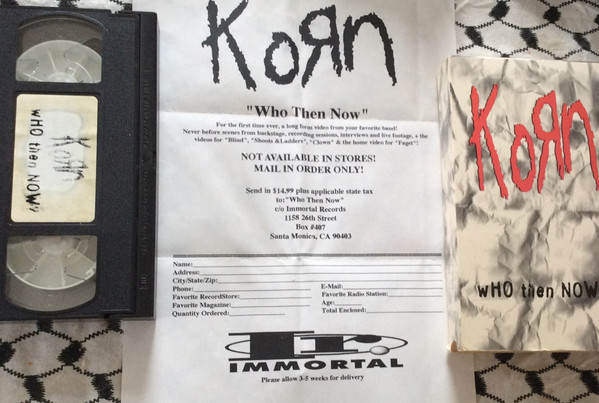 KoЯn
wHO then NOW?
KoЯn
"Who Then Now"
For the first time ever, a long form video from your favorite band!
Never before scenes from backstage, recording sessions, interviews and live footage, + the
videos for "Blind", "Shoots &Ladders", "Clown" & the home video for "Faget"!
NOT AVAILABLE IN STORES!
MAIL IN ORDER ONLY!
Send in $14.99 plus applicable state tax
to:"Who Then Now"
c/o Immortal Records
1158 26th Street
Box #407
Santa Monica, CA 90403
Name:
Address:
City/State/Zip:
Phone: E-Mail:
Favorite RecordStore: Favorite Radio Station:
Favorite Magazine: Age:
Quantity Ordered: Total Enclosed:
IMMORTAL
Please allow 3-5 weeks for delivery
KoЯn
wHO then NOW